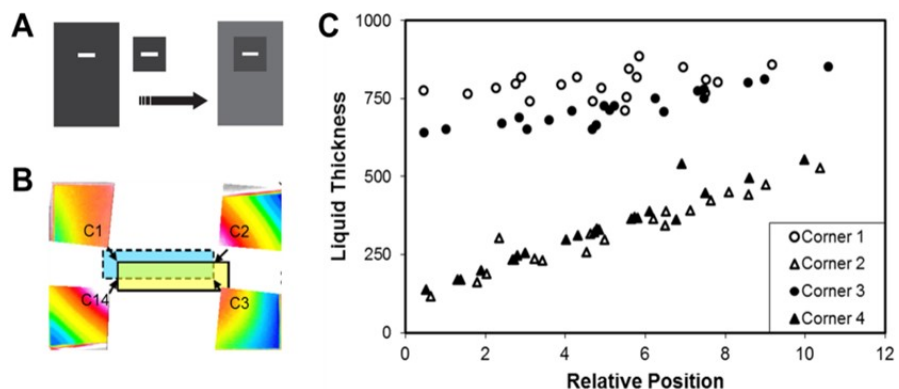 A
B
C1
C2
C14
C3
C
Liquid Thickness
1000
750
500
250
0
0 2 4 6 8 10 12
Relative Position
Corner 1
Corner 2
Corner 3
Corner 4